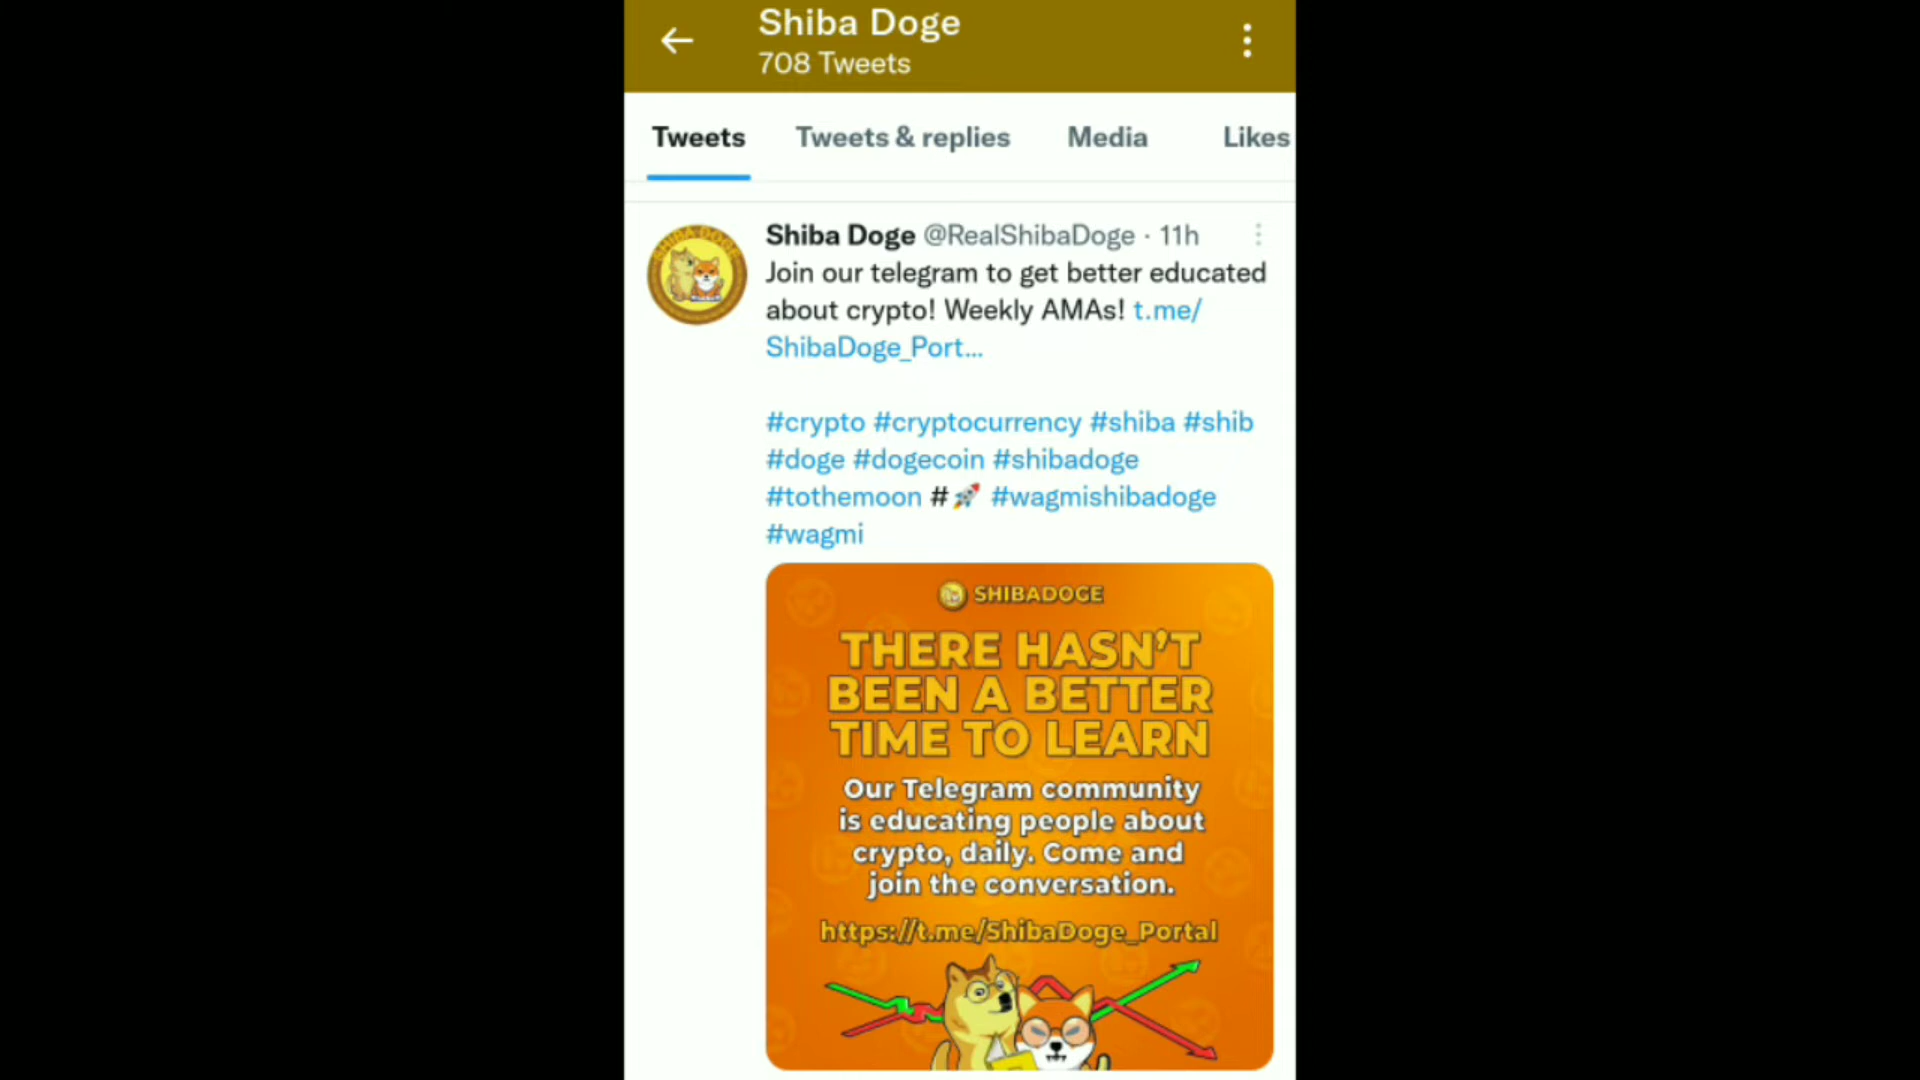 Shiba Doge
708 Tweets
Tweets Tweets & replies Media Likes
SHIBA DOGE
Shiba Doge @RealShibaDoge · 11h
Join our telegram to get better educated
about crypto! Weekly AMAs! t.me/
ShibaDoge_Port...
#crypto #cryptocurrency #shiba #shib
#doge #dogecoin #shibadoge
#tothemoon #🚀 #wagmishibadoge
#wagmi
SHIBADOGE
THERE HASN'T
BEEN A BETTER
TIME TO LEARN
Our Telegram community
is educating people about
crypto, daily. Come and
join the conversation.
https://t.me/ShibaDoge_Portal